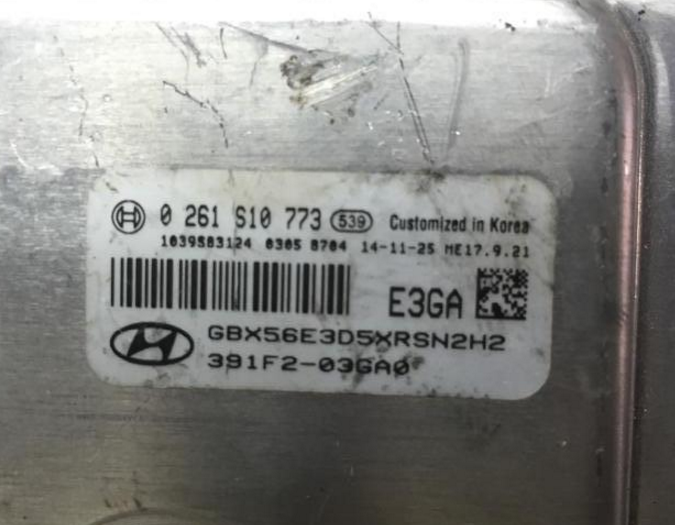 0 261 S10 773 539 Customized in Korea
1039S83124 0305 8704 14-11-25 ME17.9.21
E3GA
GBX56E3D5XRSN2H2
391F2-03GA0